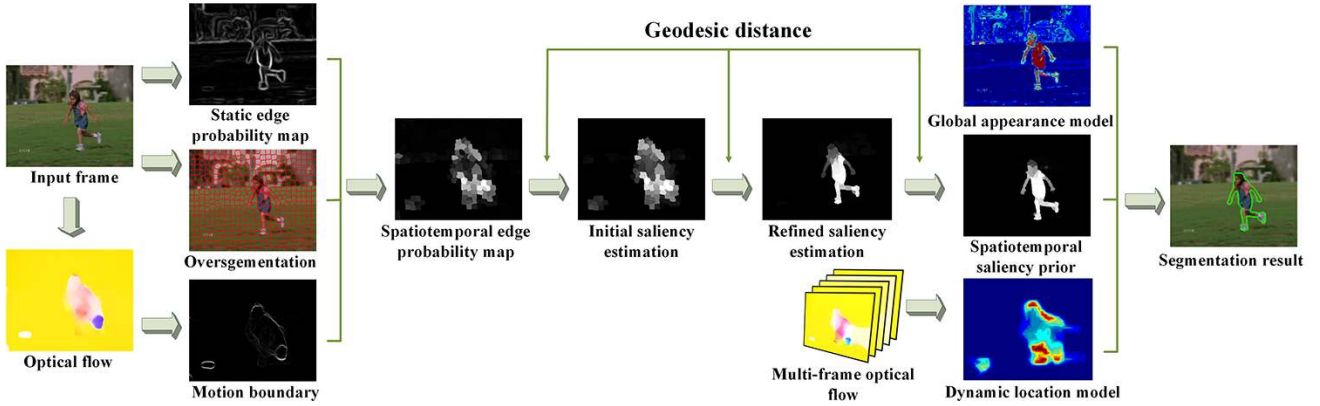 Geodesic distance
Static edge
probability map
Input frame
Oversgementation
Optical flow
Motion boundary
Spatiotemporal edge
probability map
Initial saliency
estimation
Refined saliency
estimation
Multi-frame optical
flow
Global appearance model
Spatiotemporal
saliency prior
Dynamic location model
Segmentation result